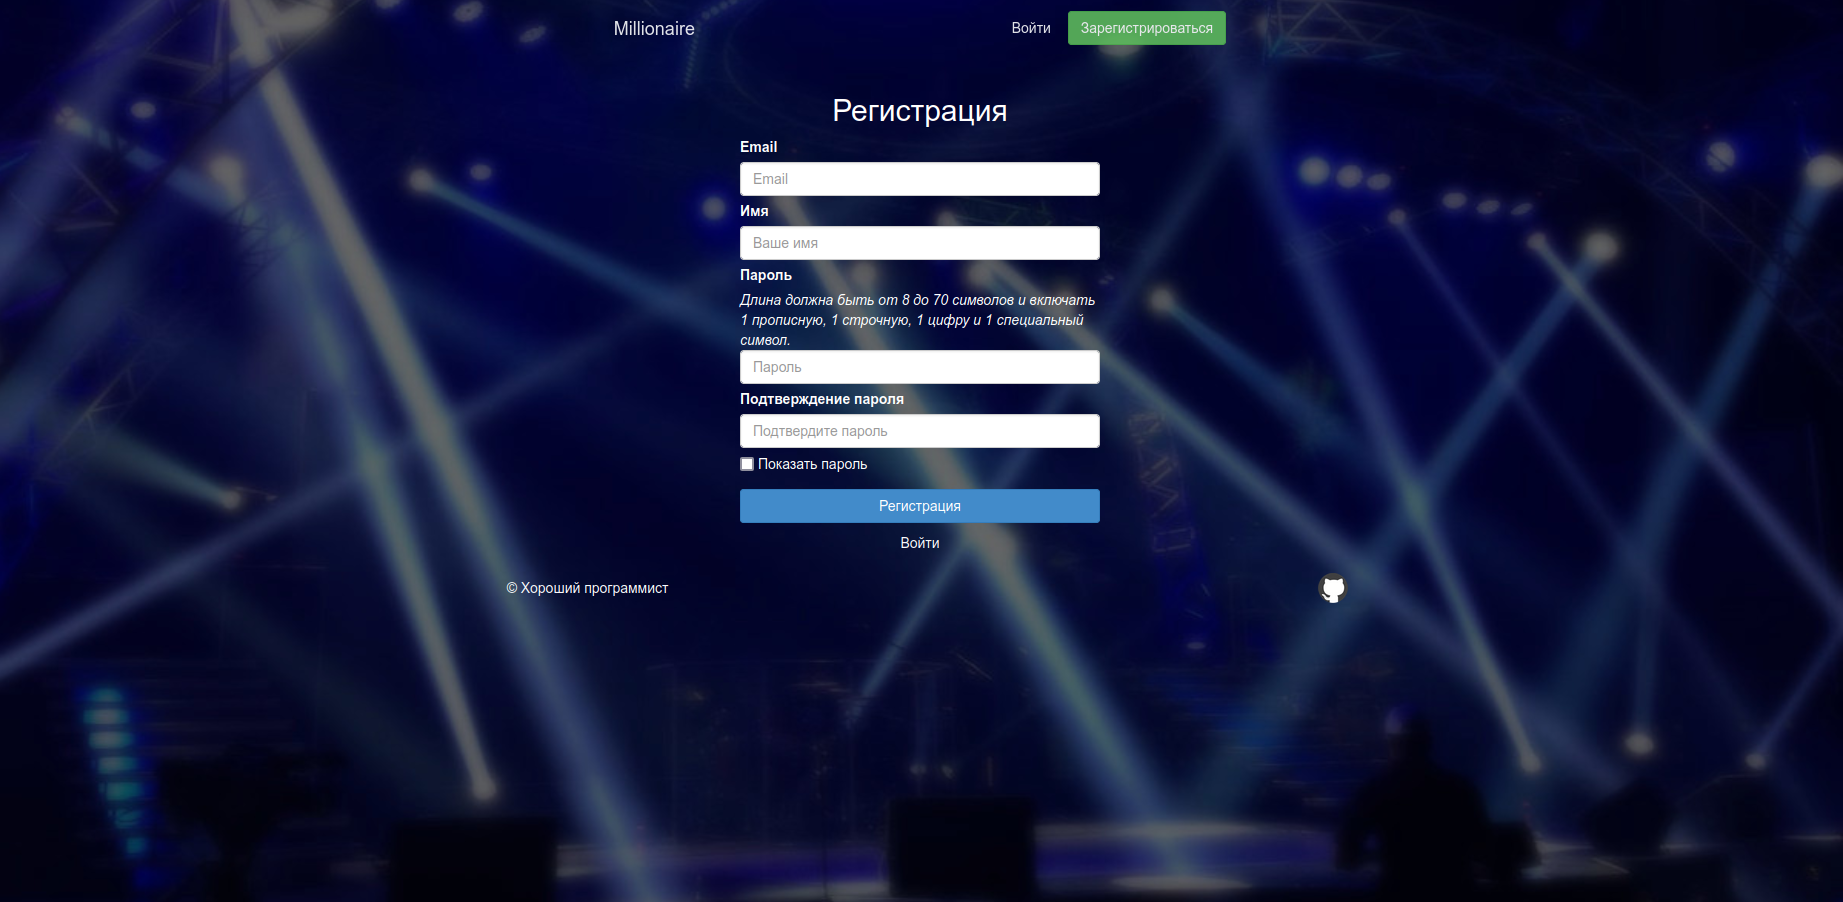 Millionaire
Войти
Зарегистрироваться
Регистрация
Email
Email
Имя
Ваше имя
Пароль
Длина должна быть от 8 до 70 символов и включать
1 прописную, 1 строчную, 1 цифру и 1 специальный
символ.
Пароль
Подтверждение пароля
Подтвердите пароль
Показать пароль
Регистрация
Войти
© Хороший программист